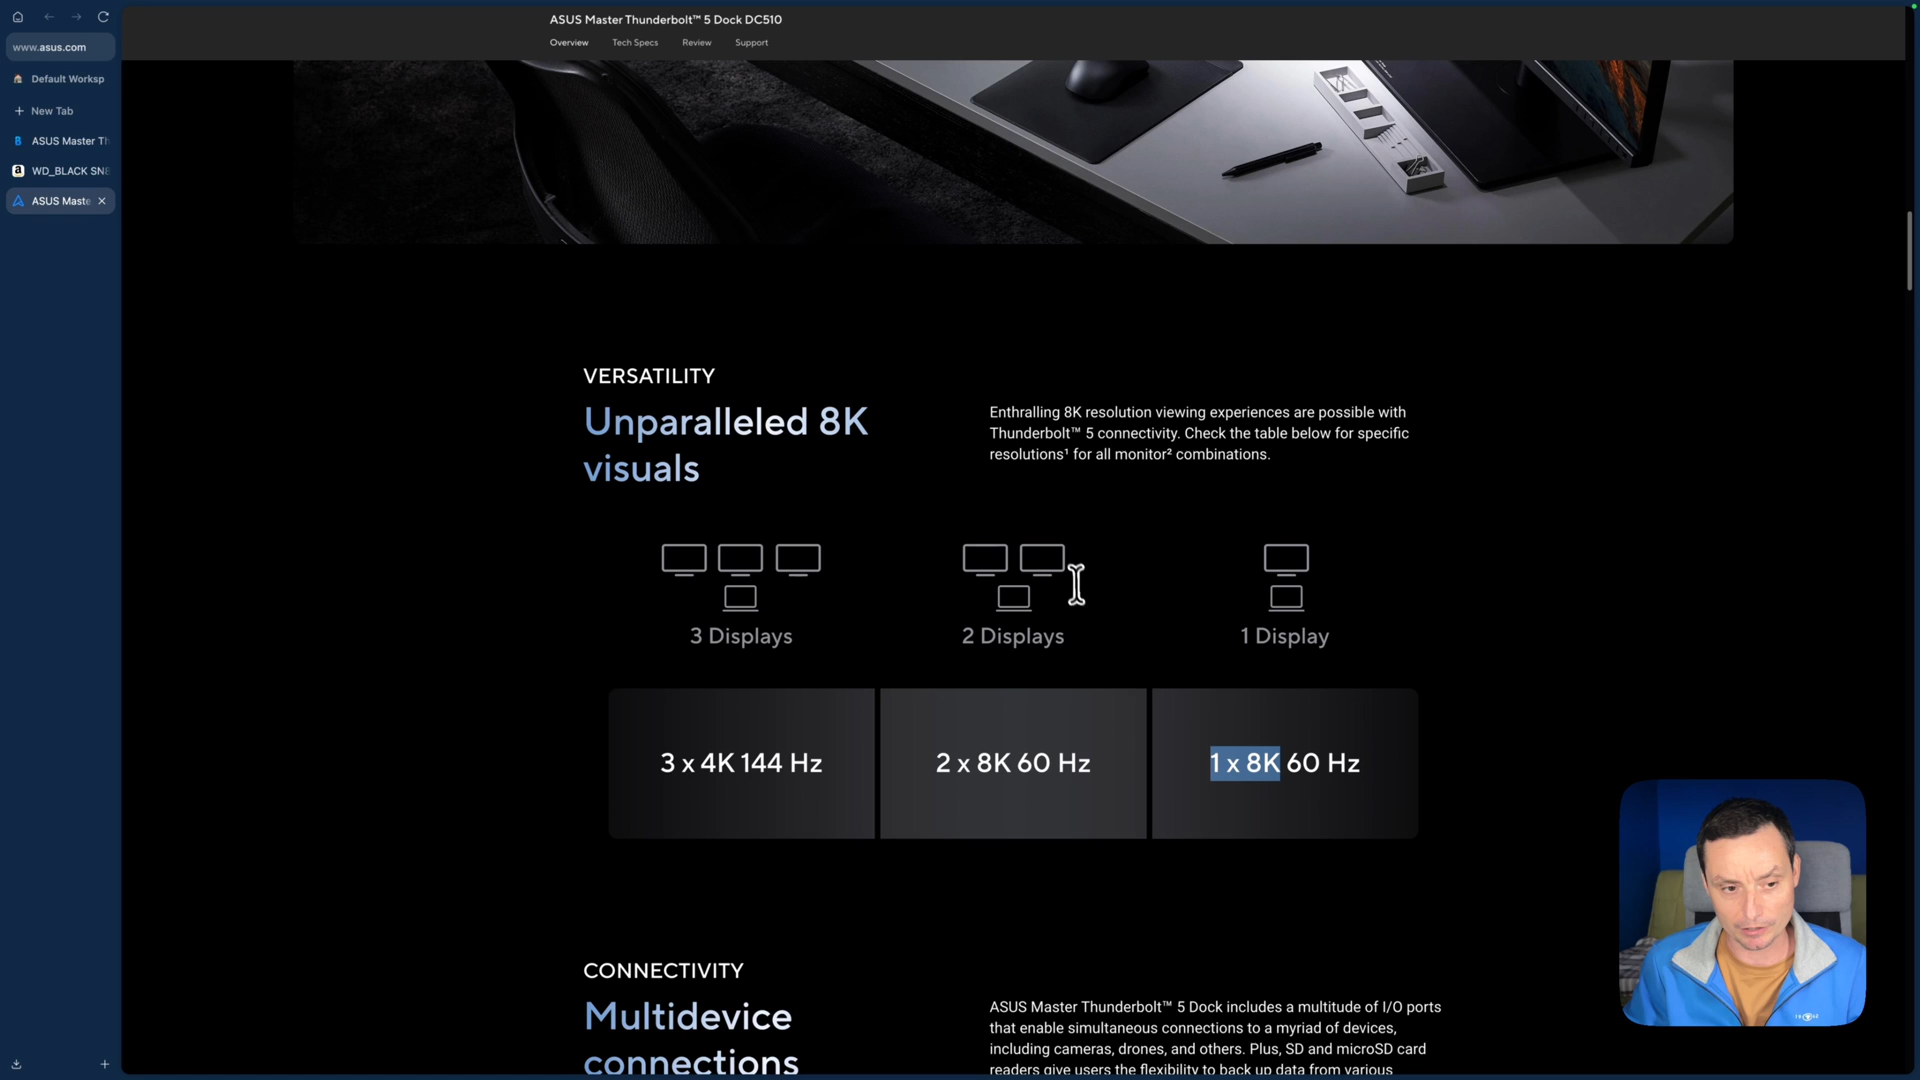 www.asus.com
Default Worksp
New Tab
ASUS Master Th
WD_BLACK SN8
ASUS Maste
ASUS Master Thunderbolt™ 5 Dock DC510
Overview
Tech Specs
Review
Support
VERSATILITY
Unparalleled 8K
visuals
Enthralling 8K resolution viewing experiences are possible with
Thunderbolt™ 5 connectivity. Check the table below for specific
resolutions¹ for all monitor² combinations.
3 Displays
2 Displays
1 Display
3 x 4K 144 Hz
2 x 8K 60 Hz
1 x 8K 60 Hz
CONNECTIVITY
Multidevice
connections
ASUS Master Thunderbolt™ 5 Dock includes a multitude of I/O ports
that enable simultaneous connections to a myriad of devices,
including cameras, drones, and others. Plus, SD and microSD card
readers give users the flexibility to back up data from various